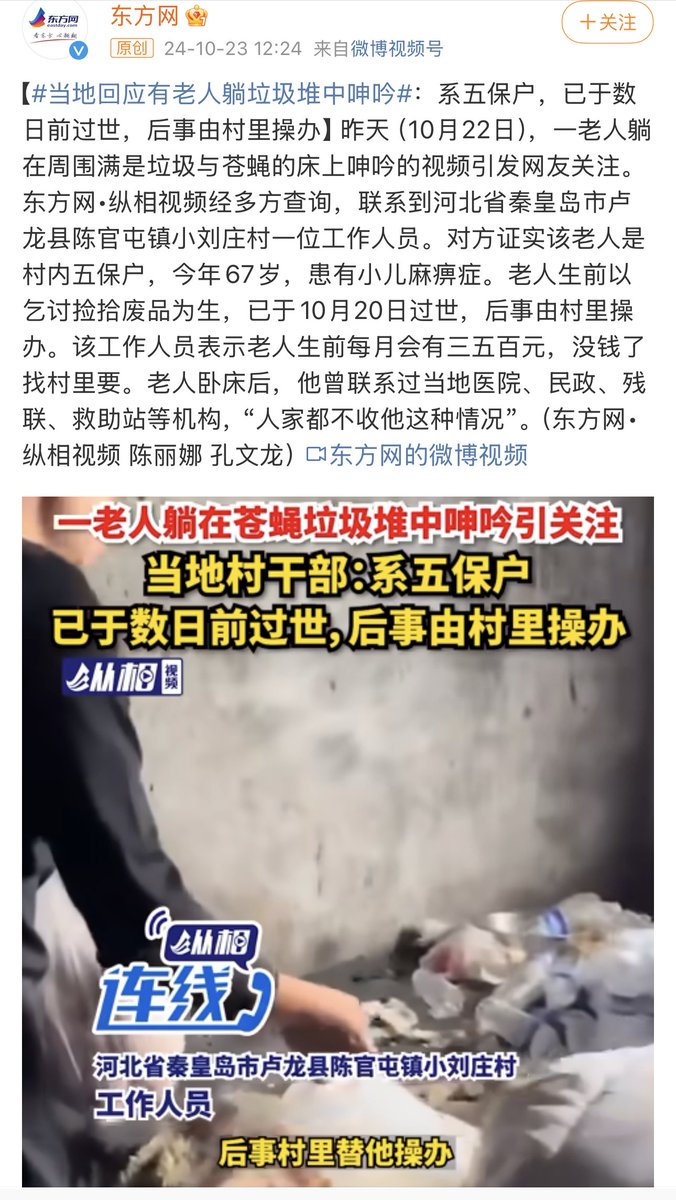 东方网
eastday.com
东方网
原创 24-10-23 12:24 来自微博视频号
+关注
【#当地回应有老人躺垃圾堆中呻吟#：系五保户，已于数
日前过世，后事由村里操办】昨天（10月22日），一老人躺
在周围满是垃圾与苍蝇的床上呻吟的视频引发网友关注。
东方网•纵相视频经多方查询，联系到河北省秦皇岛市卢
龙县陈官屯镇小刘庄村一位工作人员。对方证实该老人是
村内五保户，今年67岁，患有小儿麻痹症。老人生前以
乞讨捡拾废品为生，已于10月20日过世，后事由村里操
办。该工作人员表示老人生前每月会有三五百元，没钱了
找村里要。老人卧床后，他曾联系过当地医院、民政、残
联、救助站等机构，“人家都不收他这种情况”。（东方网•
纵相视频 陈丽娜 孔文龙）东方网的微博视频
一老人躺在苍蝇垃圾堆中呻吟引关注
当地村干部：系五保户
已于数日前过世，后事由村里操办
纵相视频
纵相
连线
河北省秦皇岛市卢龙县陈官屯镇小刘庄村
工作人员
后事村里替他操办